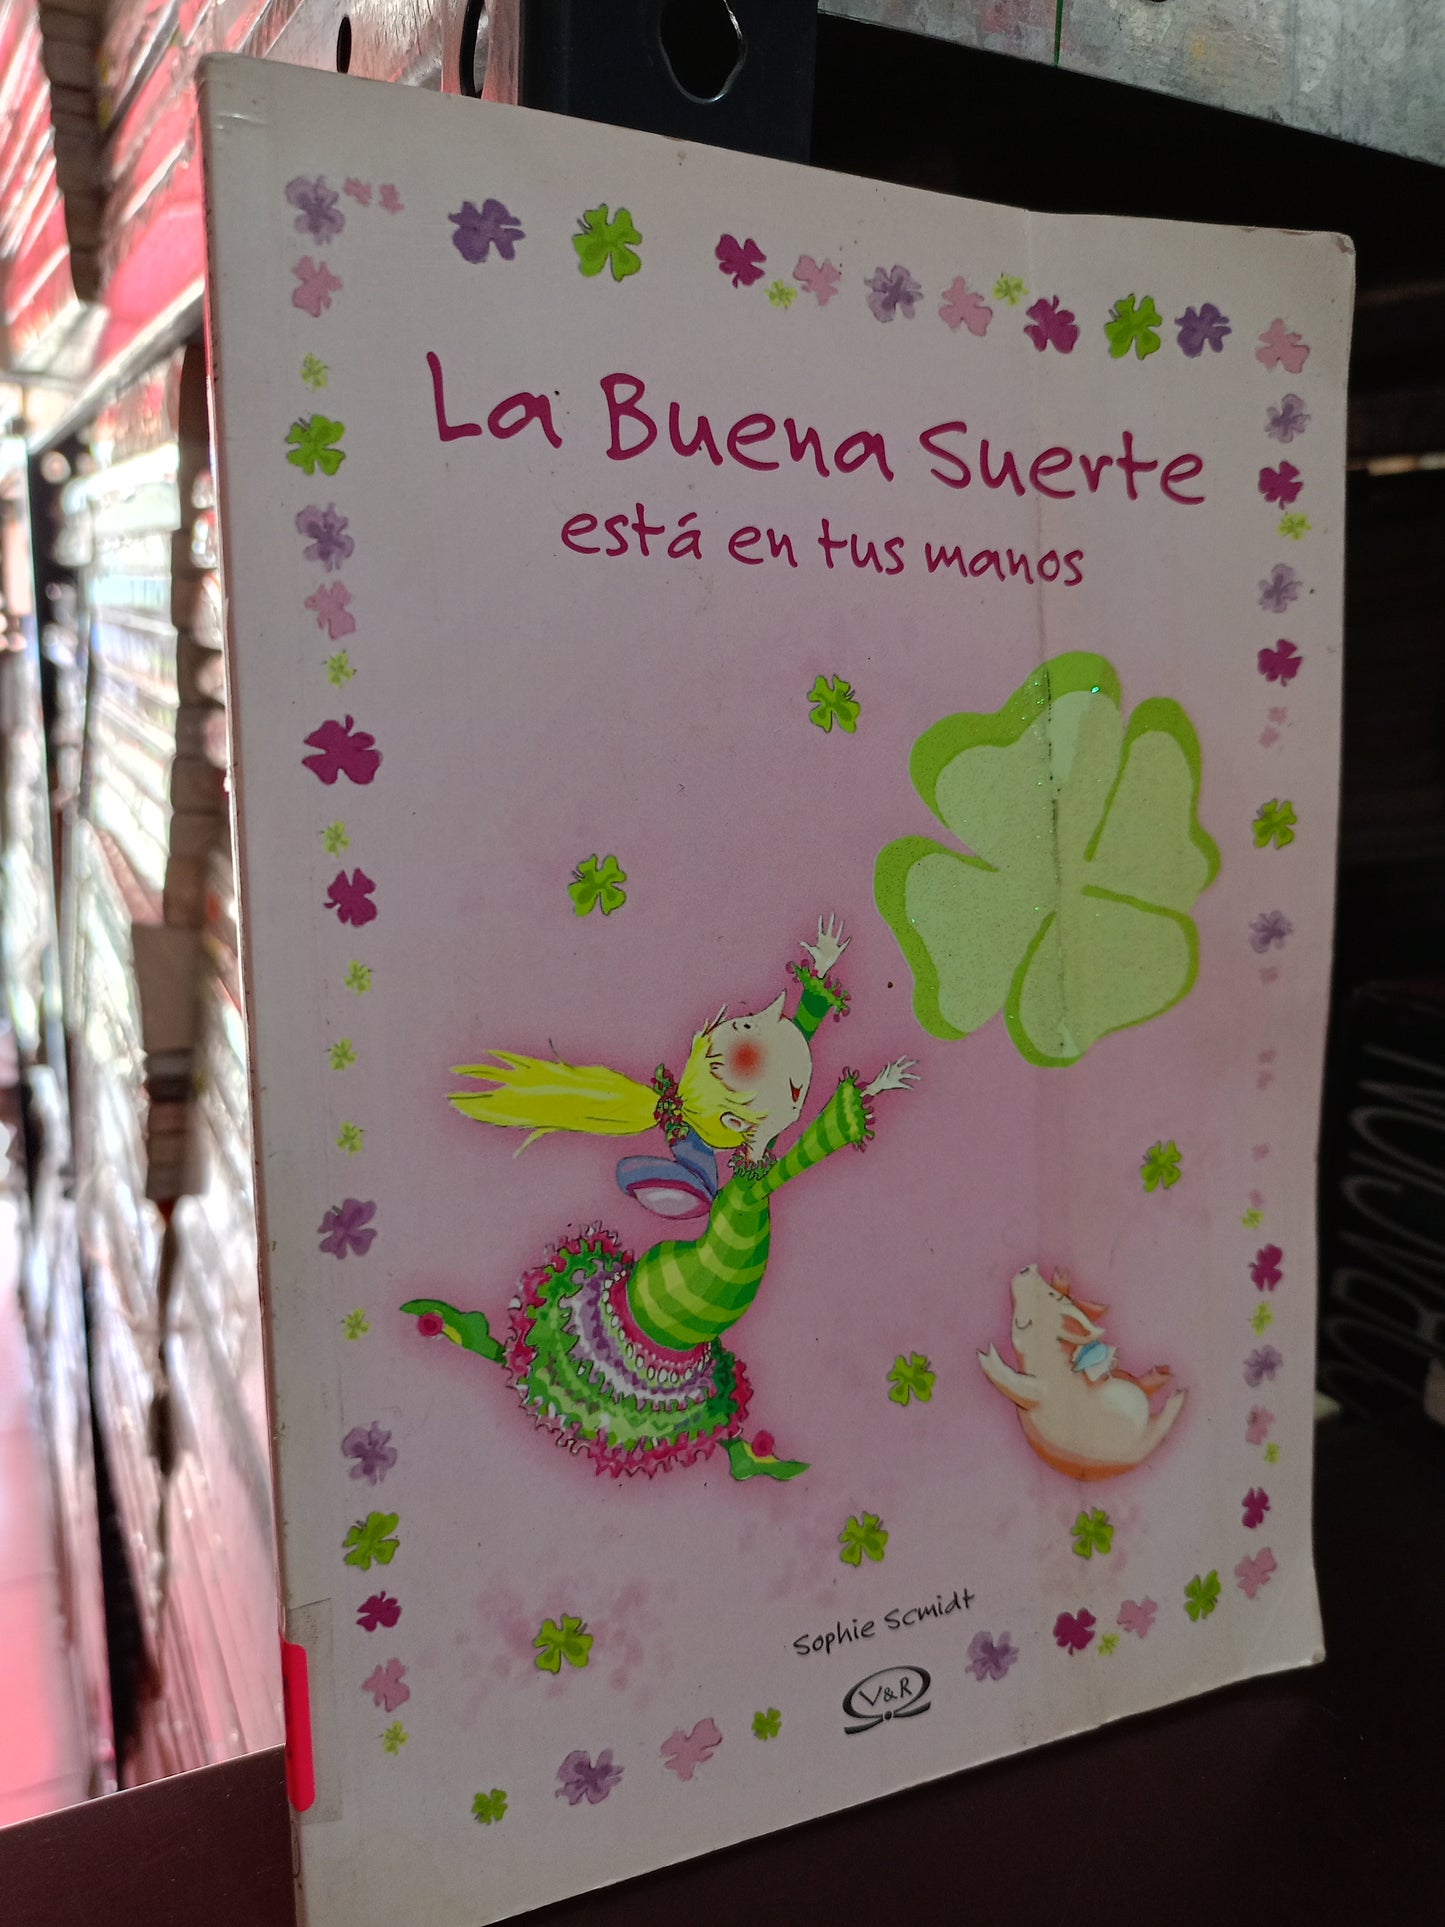 La Buena Suerte
está en tus manos
Sophie Scmidt
V&R